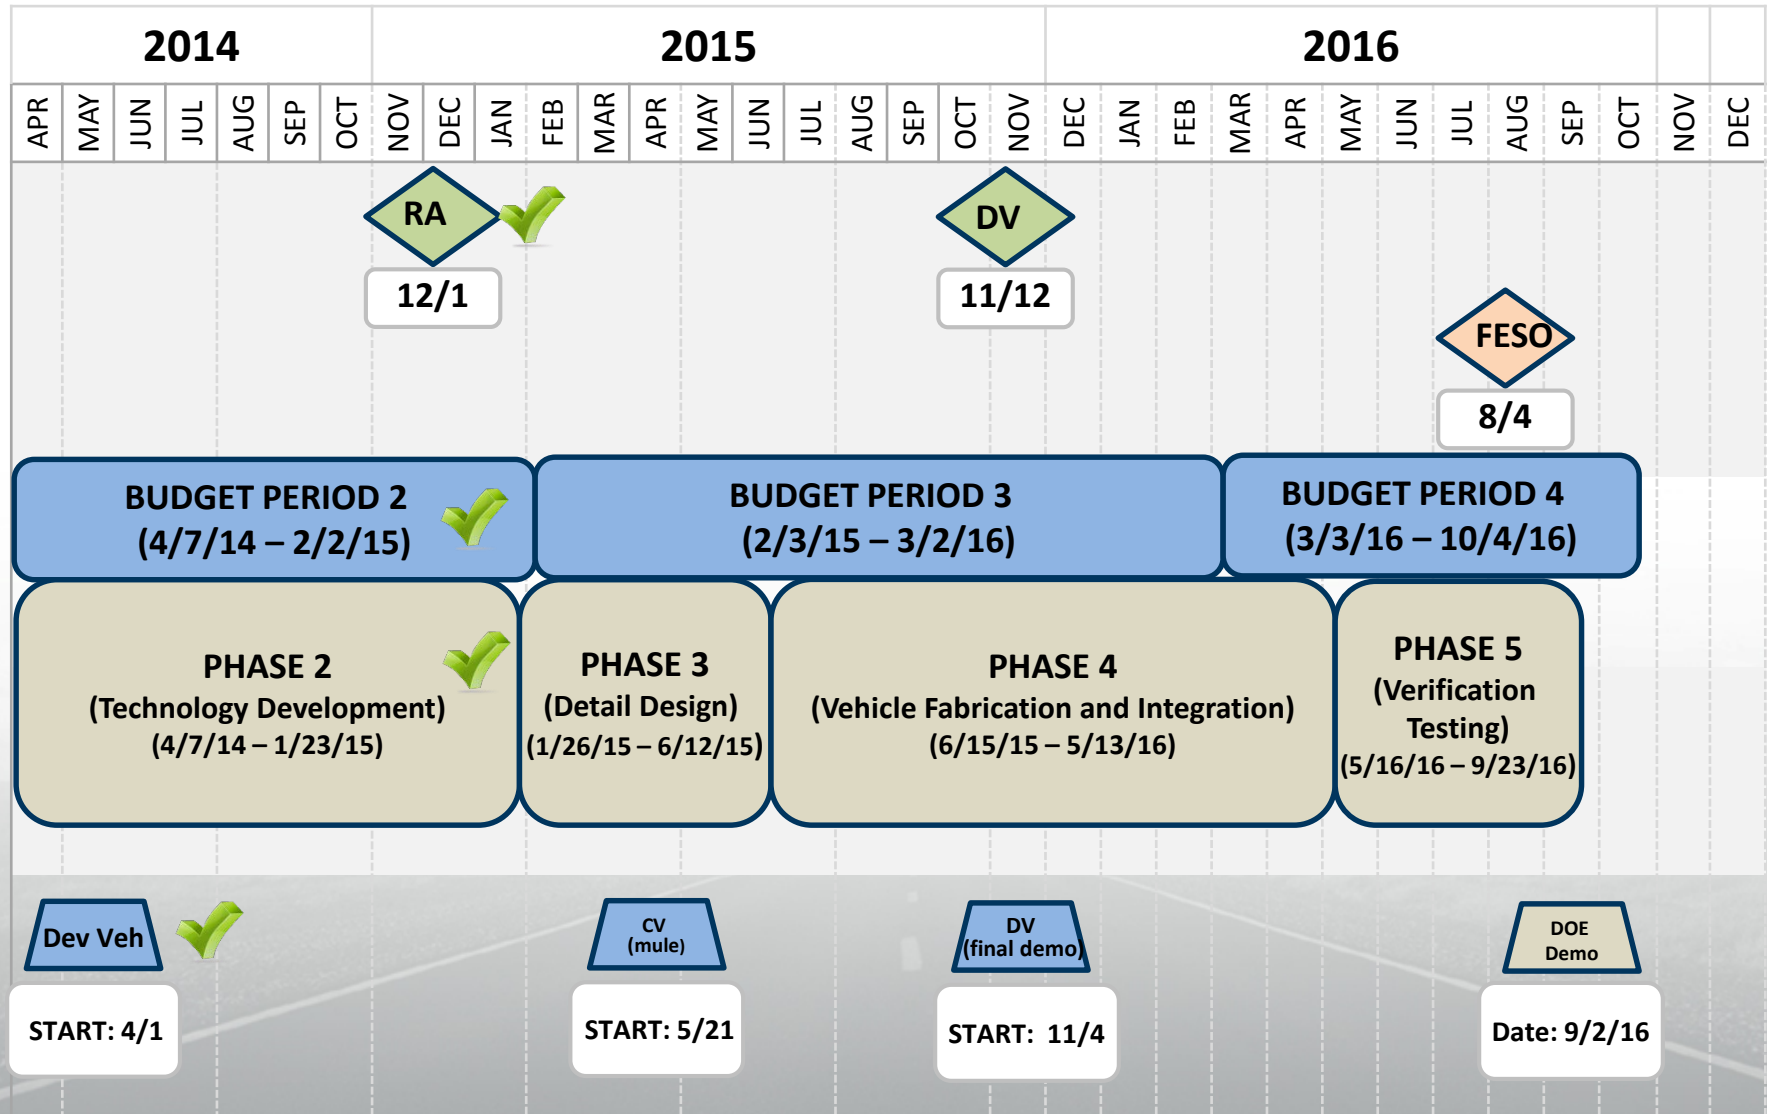 2014 2015 2016
APR MAY JUN JUL AUG SEP OCT NOV DEC JAN FEB MAR APR MAY JUN JUL AUG SEP OCT NOV DEC JAN FEB MAR APR MAY JUN JUL AUG SEP OCT NOV DEC
RA
12/1
DV
11/12
FESO
8/4
BUDGET PERIOD 2
(4/7/14 – 2/2/15)
BUDGET PERIOD 3
(2/3/15 – 3/2/16)
BUDGET PERIOD 4
(3/3/16 – 10/4/16)
PHASE 2
(Technology Development)
(4/7/14 – 1/23/15)
PHASE 3
(Detail Design)
(1/26/15 – 6/12/15)
PHASE 4
(Vehicle Fabrication and Integration)
(6/15/15 – 5/13/16)
PHASE 5
(Verification
Testing)
(5/16/16 – 9/23/16)
Dev Veh
START: 4/1
CV
(mule)
START: 5/21
DV
(final demo)
START: 11/4
DOE
Demo
Date: 9/2/16